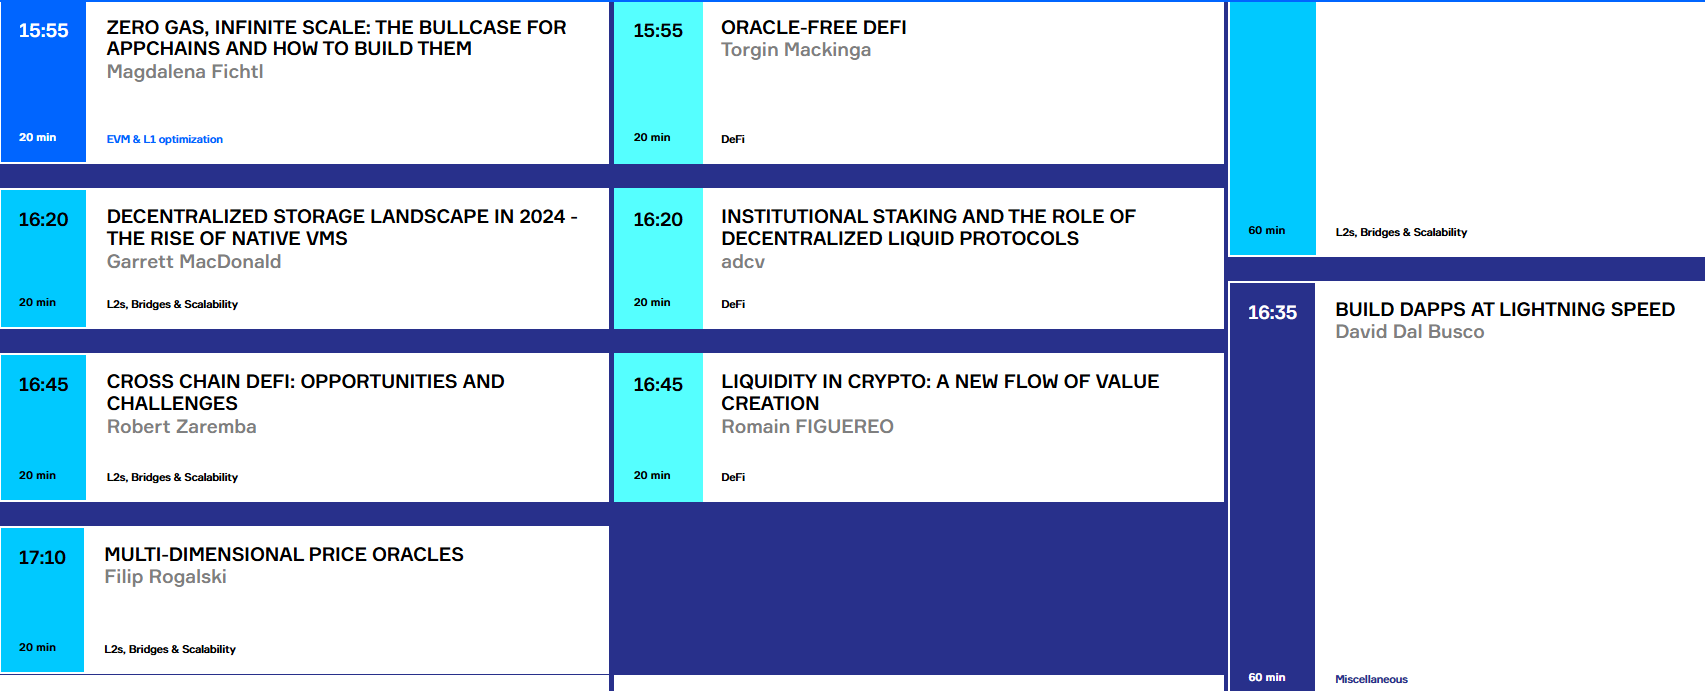 15:55
ZERO GAS, INFINITE SCALE: THE BULLCASE FOR
APPCHAINS AND HOW TO BUILD THEM
Magdalena Fichtl
20 min
EVM & L1 optimization
16:20
DECENTRALIZED STORAGE LANDSCAPE IN 2024 -
THE RISE OF NATIVE VMS
Garrett MacDonald
20 min
L2s, Bridges & Scalability
16:45
CROSS CHAIN DEFI: OPPORTUNITIES AND
CHALLENGES
Robert Zaremba
20 min
L2s, Bridges & Scalability
17:10
MULTI-DIMENSIONAL PRICE ORACLES
Filip Rogalski
20 min
L2s, Bridges & Scalability
15:55
ORACLE-FREE DEFI
Torgin Mackinga
20 min
DeFi
16:20
INSTITUTIONAL STAKING AND THE ROLE OF
DECENTRALIZED LIQUID PROTOCOLS
adcv
20 min
DeFi
16:45
LIQUIDITY IN CRYPTO: A NEW FLOW OF VALUE
CREATION
Romain FIGUEREO
20 min
DeFi
60 min
L2s, Bridges & Scalability
16:35
BUILD DAPPS AT LIGHTNING SPEED
David Dal Busco
60 min
Miscellaneous